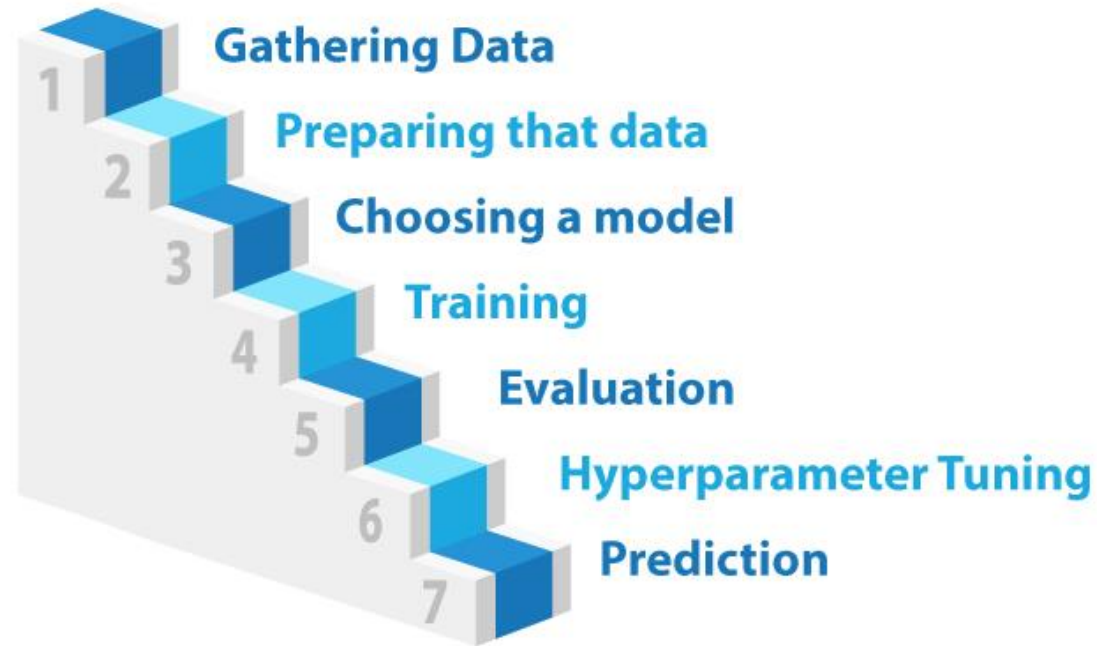 1
Gathering Data
2
Preparing that data
3
Choosing a model
4
Training
5
Evaluation
6
Hyperparameter Tuning
7
Prediction